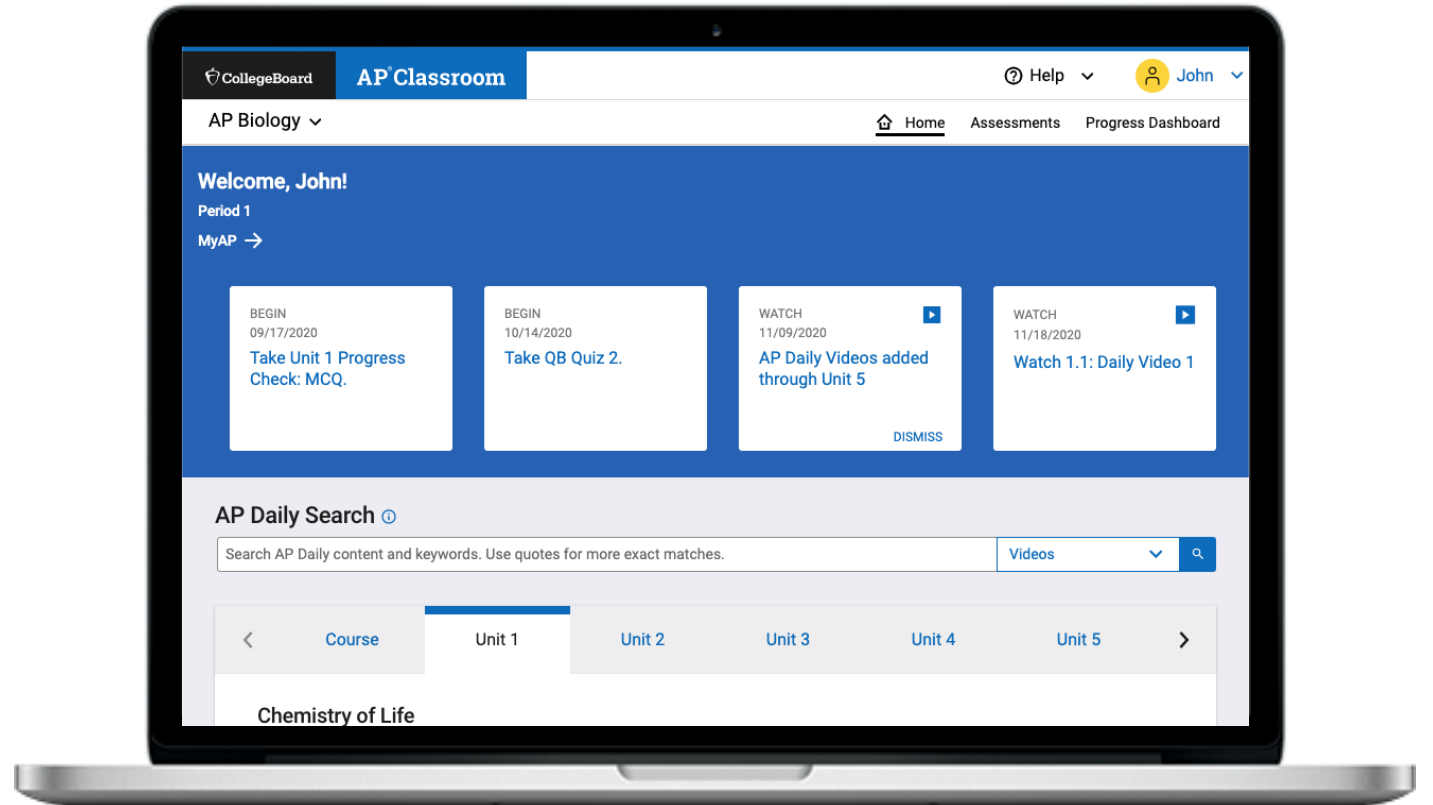 CollegeBoard
AP® Classroom
Help
John
AP Biology
Home
Assessments
Progress Dashboard
Welcome, John!
Period 1
MyAP
BEGIN
09/17/2020
Take Unit 1 Progress
Check: MCQ.
BEGIN
10/14/2020
Take QB Quiz 2.
WATCH
11/09/2020
AP Daily Videos added
through Unit 5
DISMISS
WATCH
11/18/2020
Watch 1.1: Daily Video 1
AP Daily Search
Search AP Daily content and keywords. Use quotes for more exact matches.
Videos
Course
Unit 1
Unit 2
Unit 3
Unit 4
Unit 5
Chemistry of Life